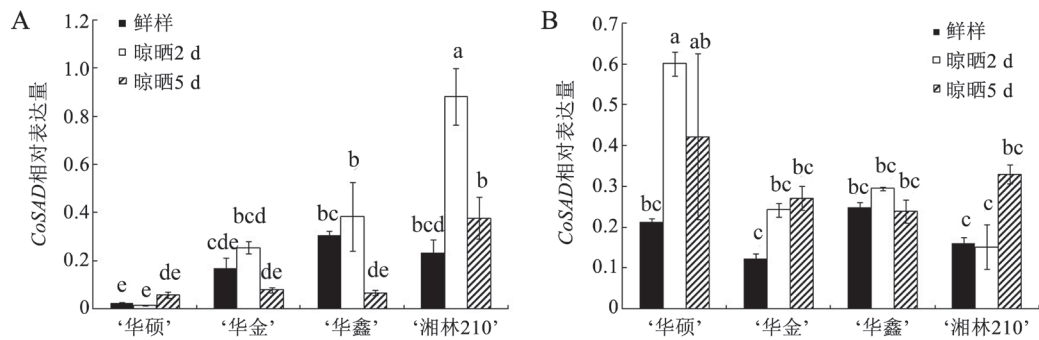 A
CoSAD相对表达量
1.2
1.0
0.8
0.6
0.4
0.2
0
鲜样
晾晒2 d
晾晒5 d
e
e
de
cde
bcd
de
bc
b
de
bcd
a
b
‘华硕’
‘华金’
‘华鑫’
‘湘林210’
B
CoSAD相对表达量
0.7
0.6
0.5
0.4
0.3
0.2
0.1
0
鲜样
晾晒2 d
晾晒5 d
bc
a
ab
c
bc
bc
bc
bc
bc
c
c
bc
‘华硕’
‘华金’
‘华鑫’
‘湘林210’